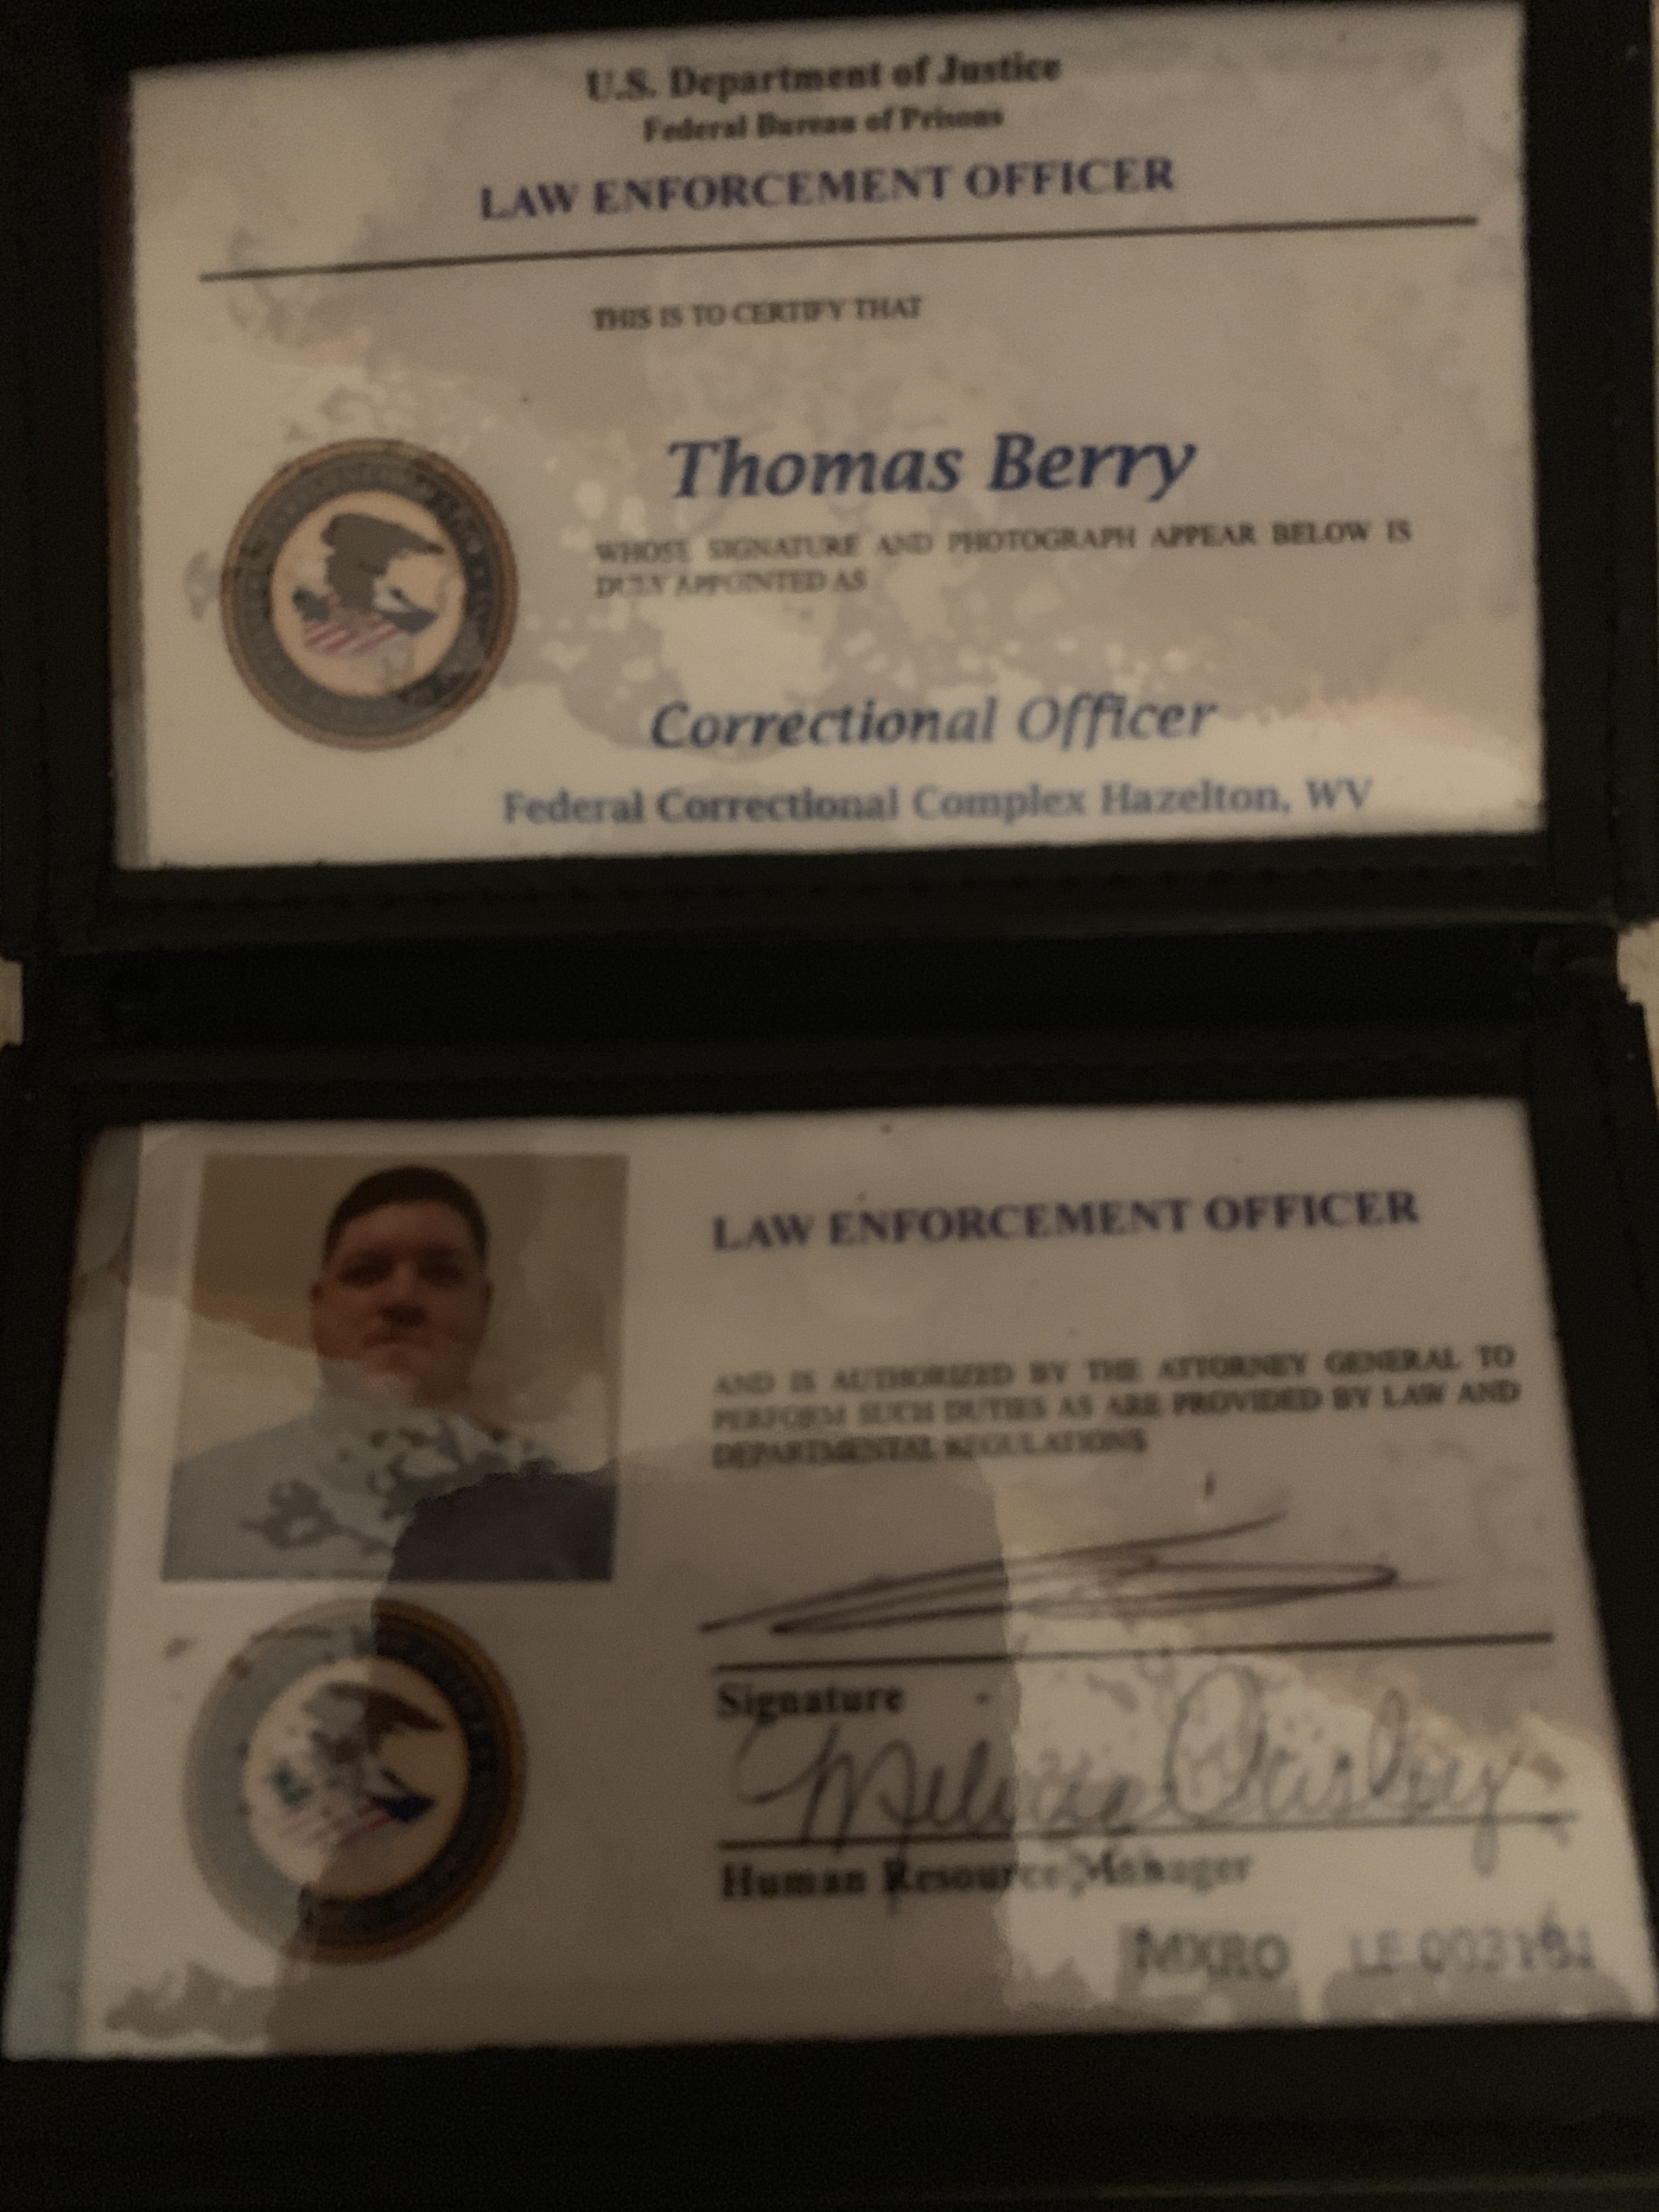 U.S. Department of Justice
Federal Bureau of Prisons
LAW ENFORCEMENT OFFICER
THIS IS TO CERTIFY THAT
Thomas Berry
WHOSE SIGNATURE AND PHOTOGRAPH APPEAR BELOW IS
DULY APPOINTED AS
Correctional Officer
Federal Correctional Complex Hazelton, WV
LAW ENFORCEMENT OFFICER
AND IS AUTHORIZED BY THE ATTORNEY GENERAL TO
PERFORM SUCH DUTIES AS ARE PROVIDED BY LAW AND
DEPARTMENTAL REGULATIONS
Signature
Human Resource Manager
MXRO LE